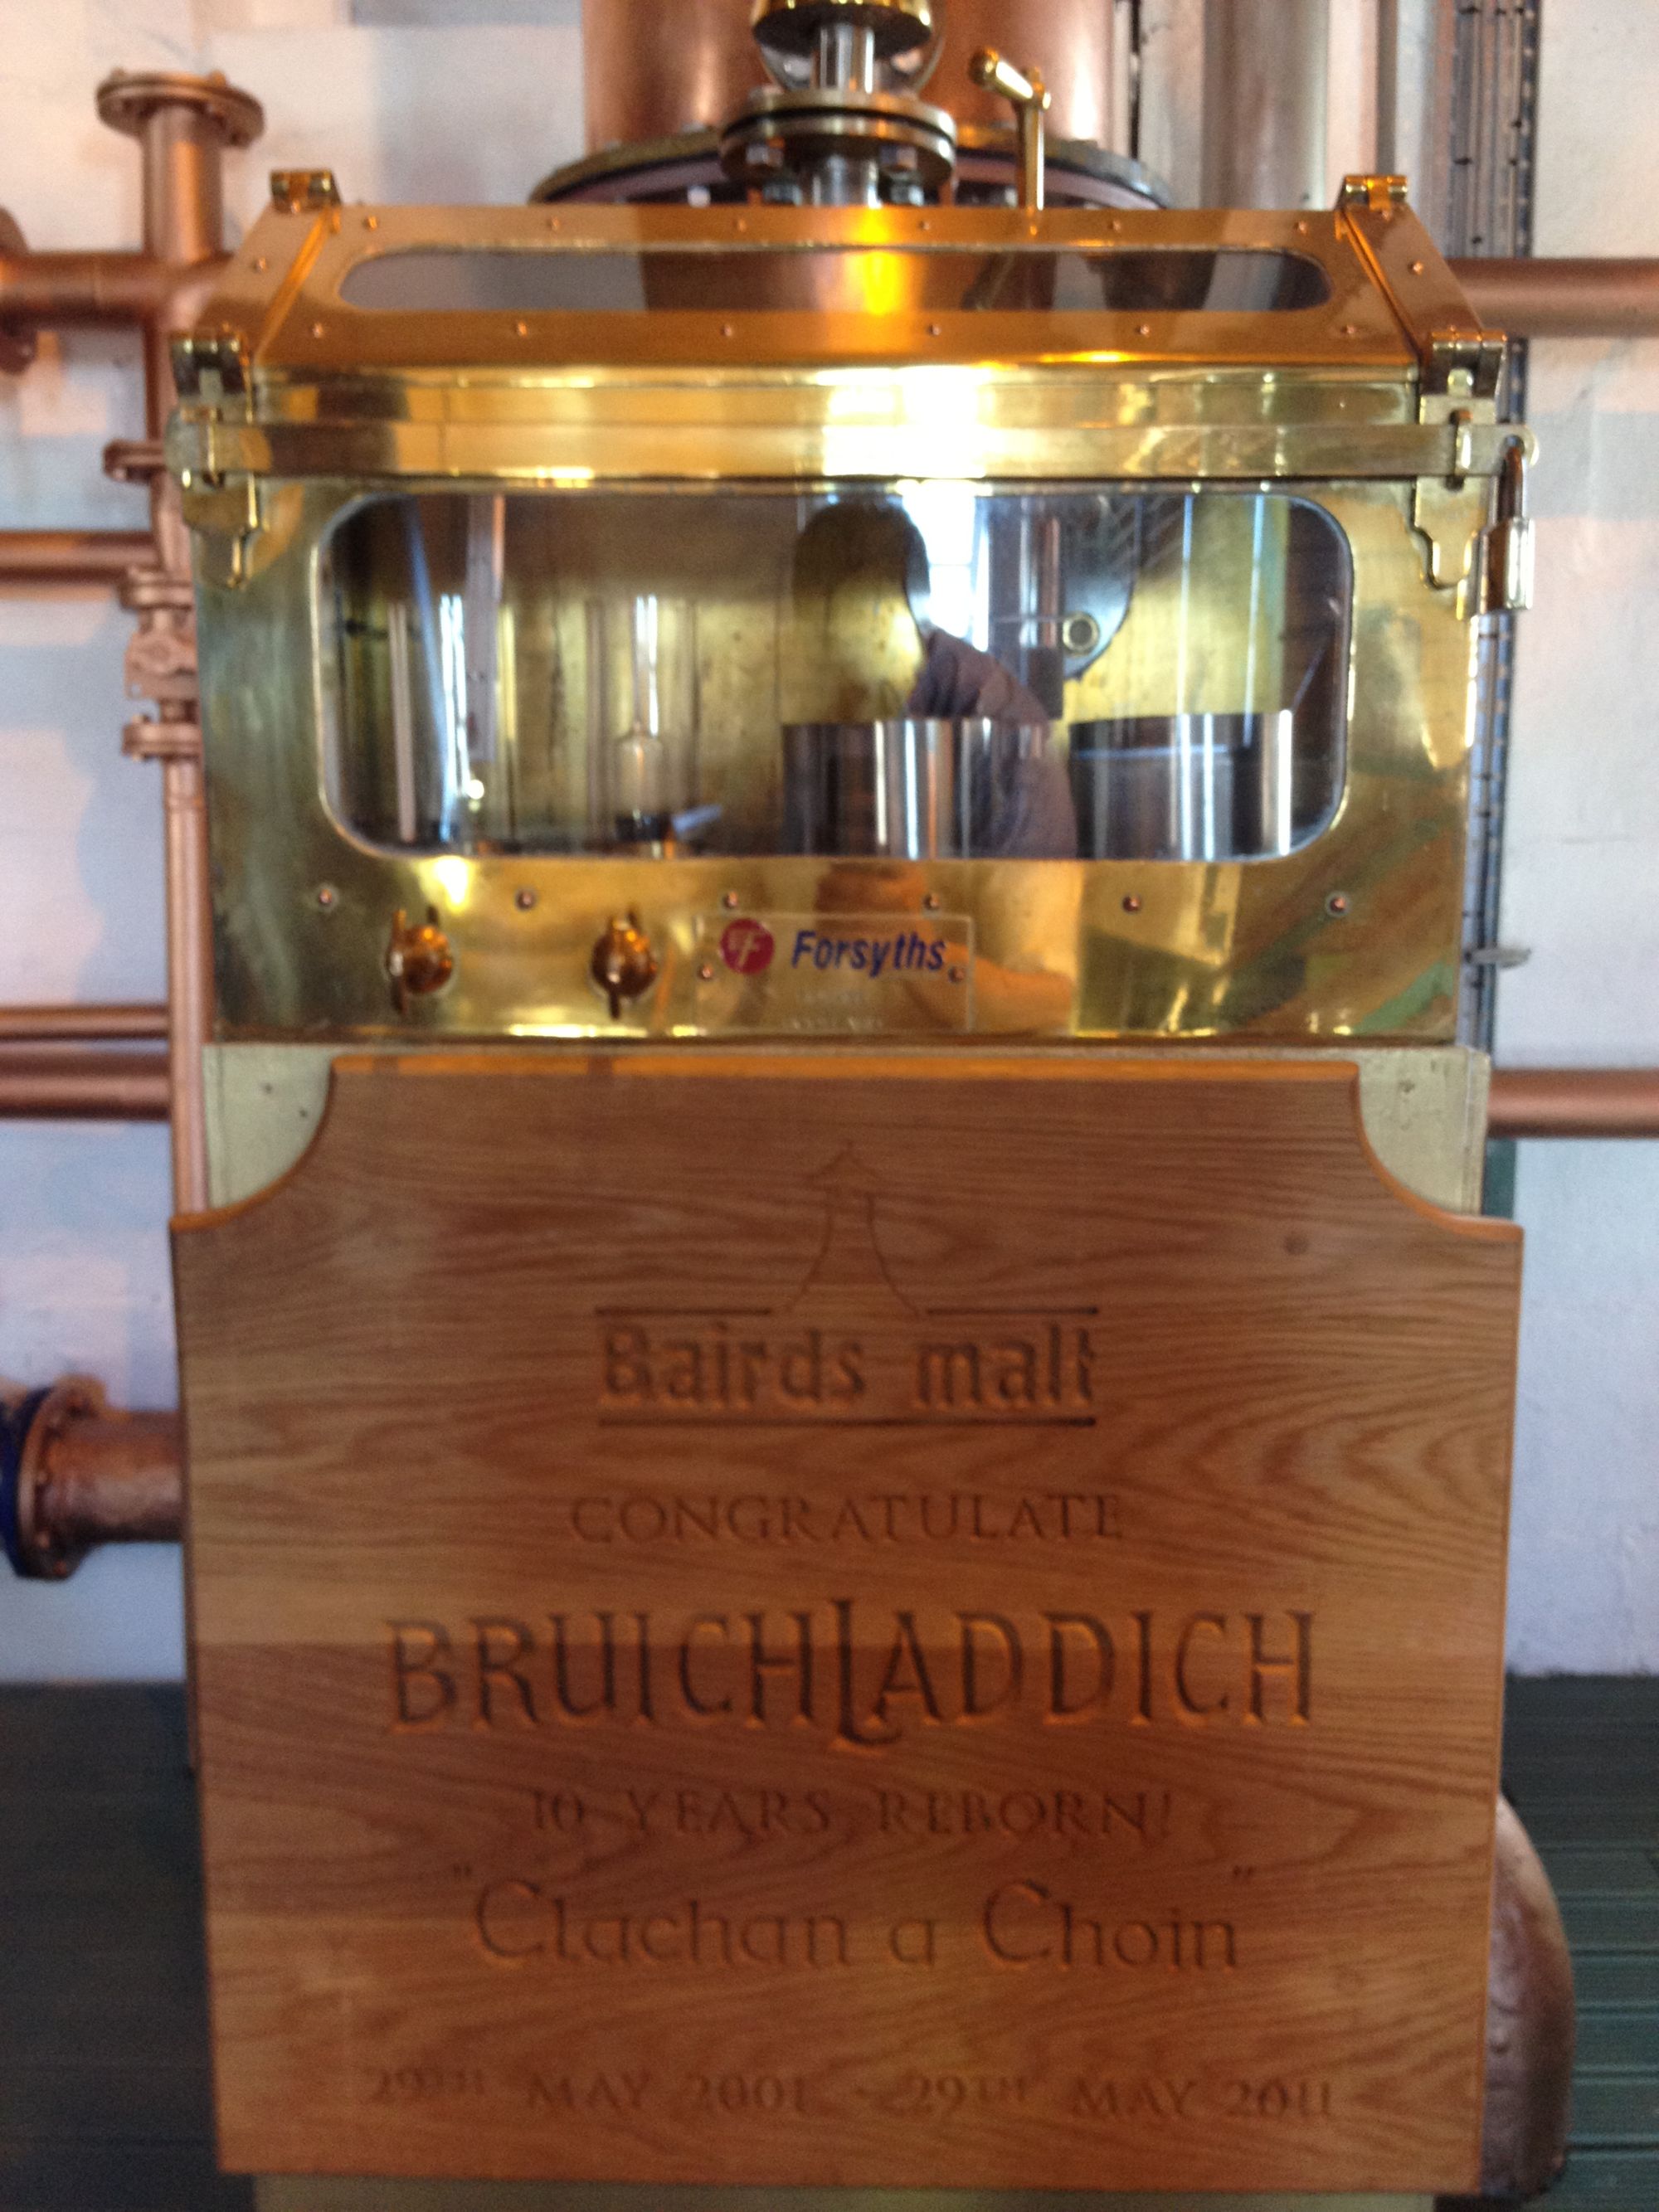 Forsyths
Bairds malt
CONGRATULATE
BRUICHLADDICH
10 YEARS REBORN!
"Clachan a Choin"
29TH MAY 2001 - 29TH MAY 2011